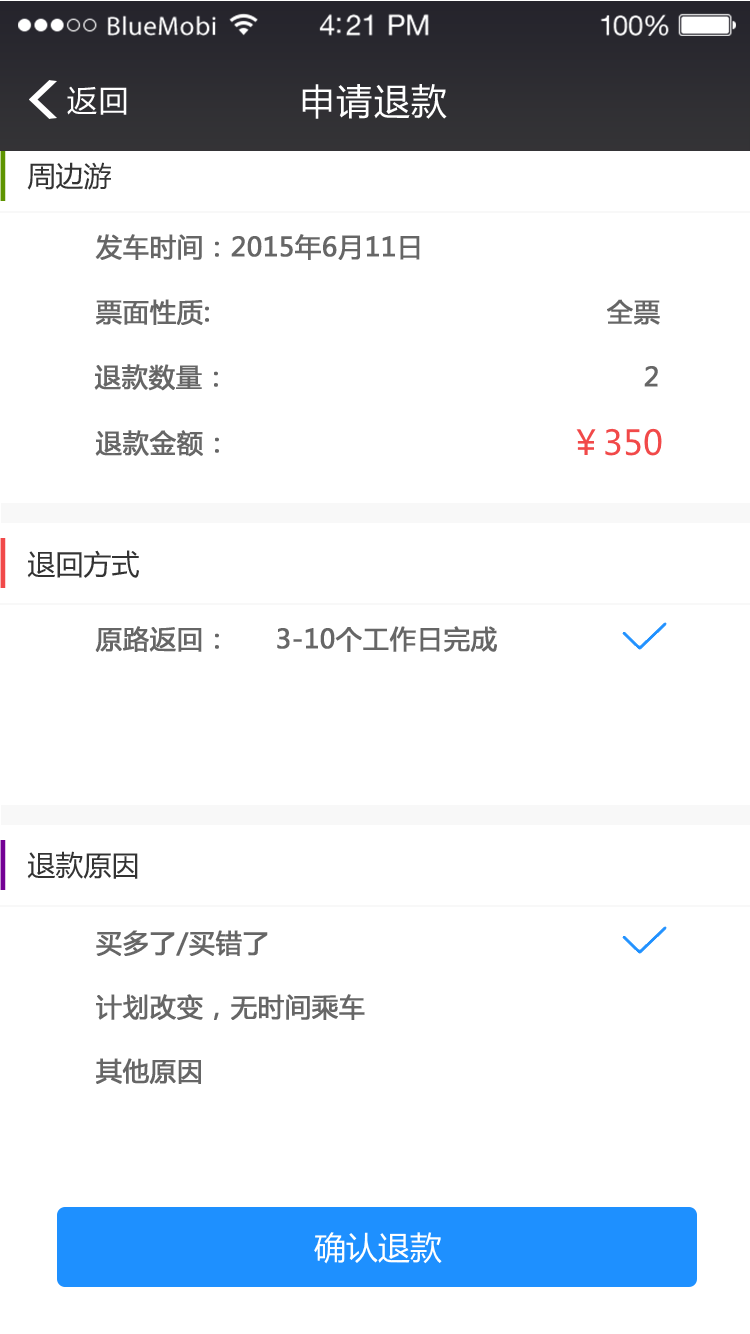 BlueMobi 4:21 PM 100%
返回 申请退款
周边游
发车时间：2015年6月11日
票面性质: 全票
退款数量： 2
退款金额： ¥350
退回方式
原路返回： 3-10个工作日完成
退款原因
买多了/买错了
计划改变，无时间乘车
其他原因
确认退款